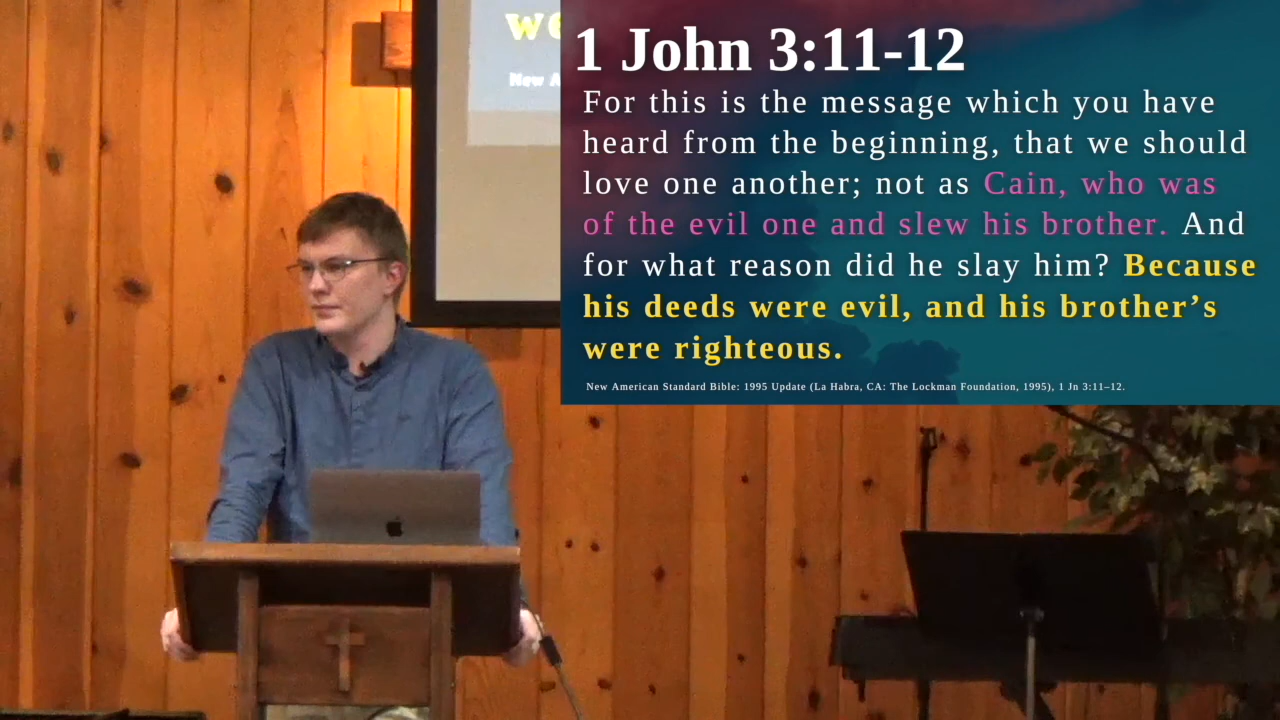 1 John 3:11-12
For this is the message which you have
heard from the beginning, that we should
love one another; not as Cain, who was
of the evil one and slew his brother. And
for what reason did he slay him? Because
his deeds were evil, and his brother’s
were righteous.
New American Standard Bible: 1995 Update (La Habra, CA: The Lockman Foundation, 1995), 1 Jn 3:11–12.
New A